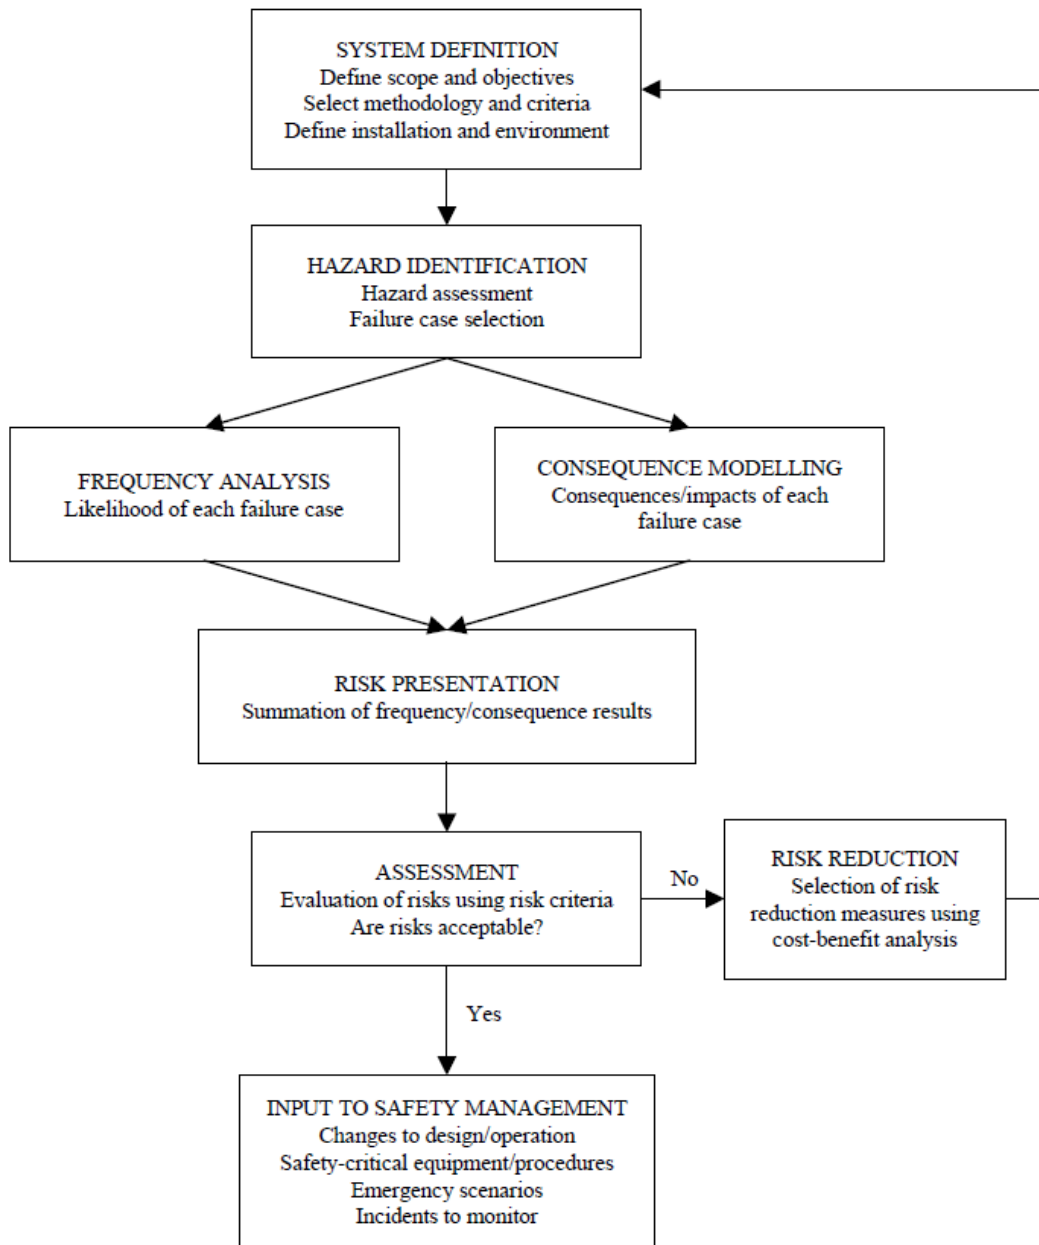 SYSTEM DEFINITION
Define scope and objectives
Select methodology and criteria
Define installation and environment
HAZARD IDENTIFICATION
Hazard assessment
Failure case selection
FREQUENCY ANALYSIS
Likelihood of each failure case
CONSEQUENCE MODELLING
Consequences/impacts of each
failure case
RISK PRESENTATION
Summation of frequency/consequence results
ASSESSMENT
Evaluation of risks using risk criteria
Are risks acceptable?
No
RISK REDUCTION
Selection of risk
reduction measures using
cost-benefit analysis
Yes
INPUT TO SAFETY MANAGEMENT
Changes to design/operation
Safety-critical equipment/procedures
Emergency scenarios
Incidents to monitor